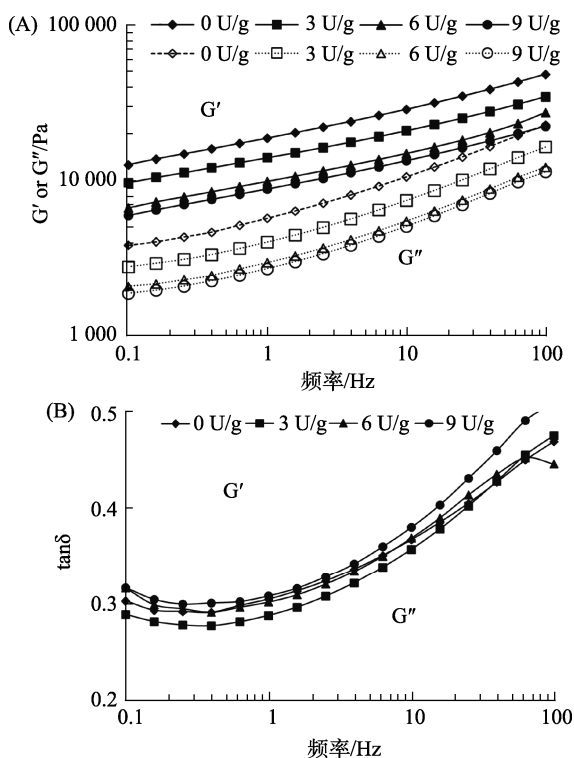 (A)
100 000
0 U/g 3 U/g 6 U/g 9 U/g
0 U/g 3 U/g 6 U/g 9 U/g
G′
10 000
G′ or G″/Pa
G″
1 000
0.1 1 10 100
频率/Hz
(B)
0.5
0 U/g 3 U/g 6 U/g 9 U/g
G′
0.4
tanδ
0.3
G″
0.2
0.1 1 10 100
频率/Hz